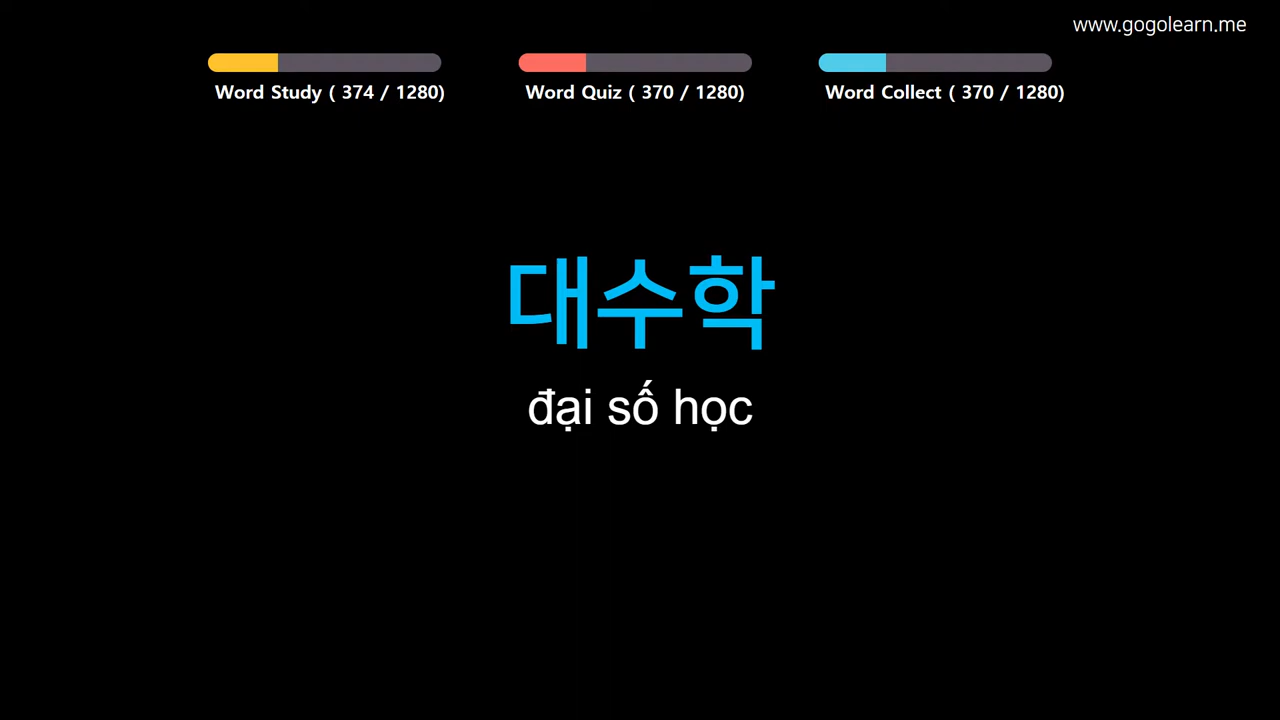 www.gogolearn.me
Word Study ( 374 / 1280)
Word Quiz ( 370 / 1280)
Word Collect ( 370 / 1280)
대수학
đại số học